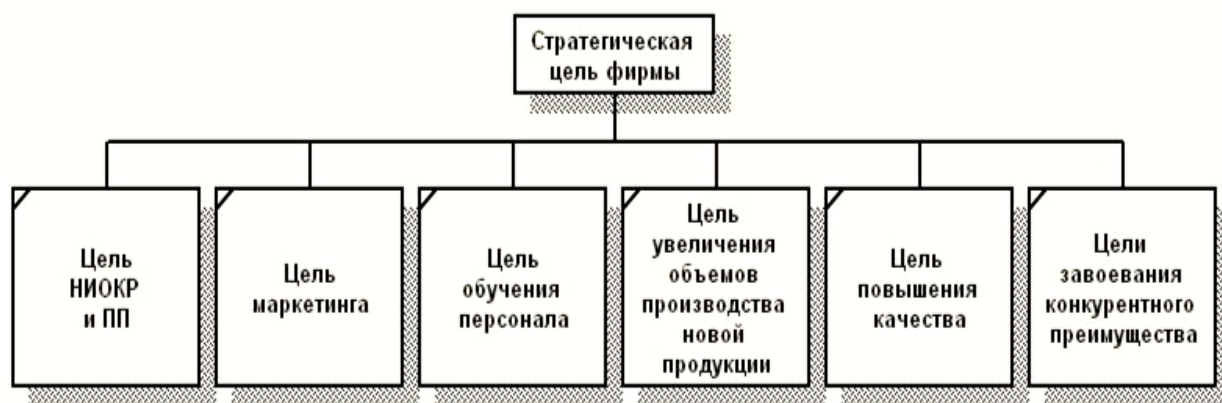 Стратегическая
цель фирмы
Цель
НИОКР
и ПП
Цель
маркетинга
Цель
обучения
персонала
Цель
увеличения
объемов
производства
новой
продукции
Цель
повышения
качества
Цели
завоевания
конкурентного
преимущества